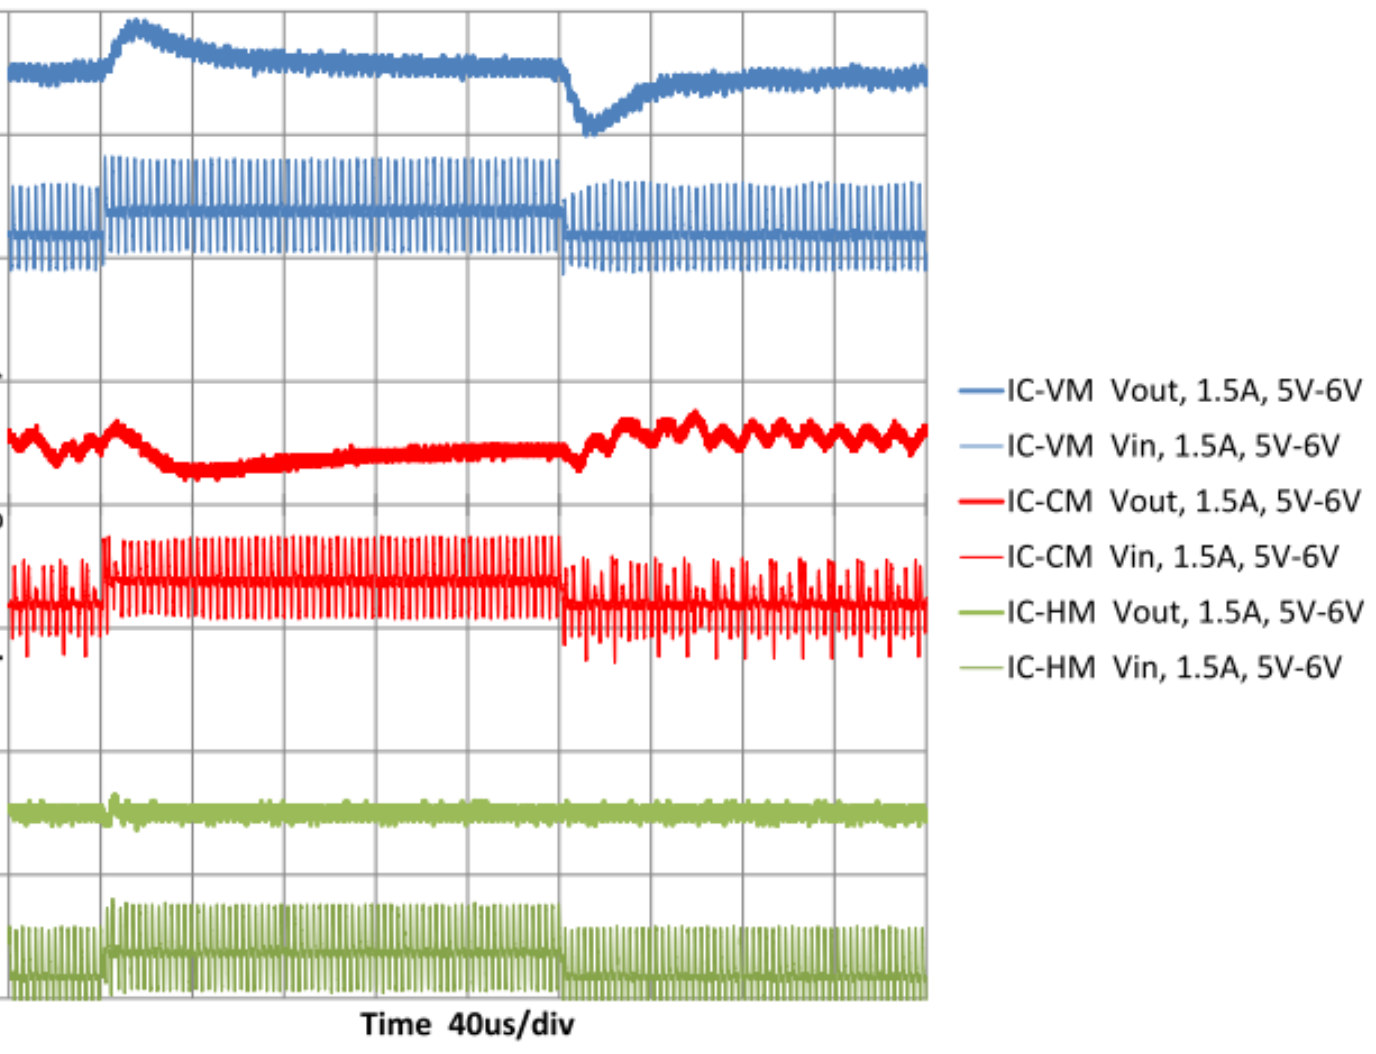 IC-VM Vout, 1.5A, 5V-6V
IC-VM Vin, 1.5A, 5V-6V
IC-CM Vout, 1.5A, 5V-6V
IC-CM Vin, 1.5A, 5V-6V
IC-HM Vout, 1.5A, 5V-6V
IC-HM Vin, 1.5A, 5V-6V
Time 40us/div